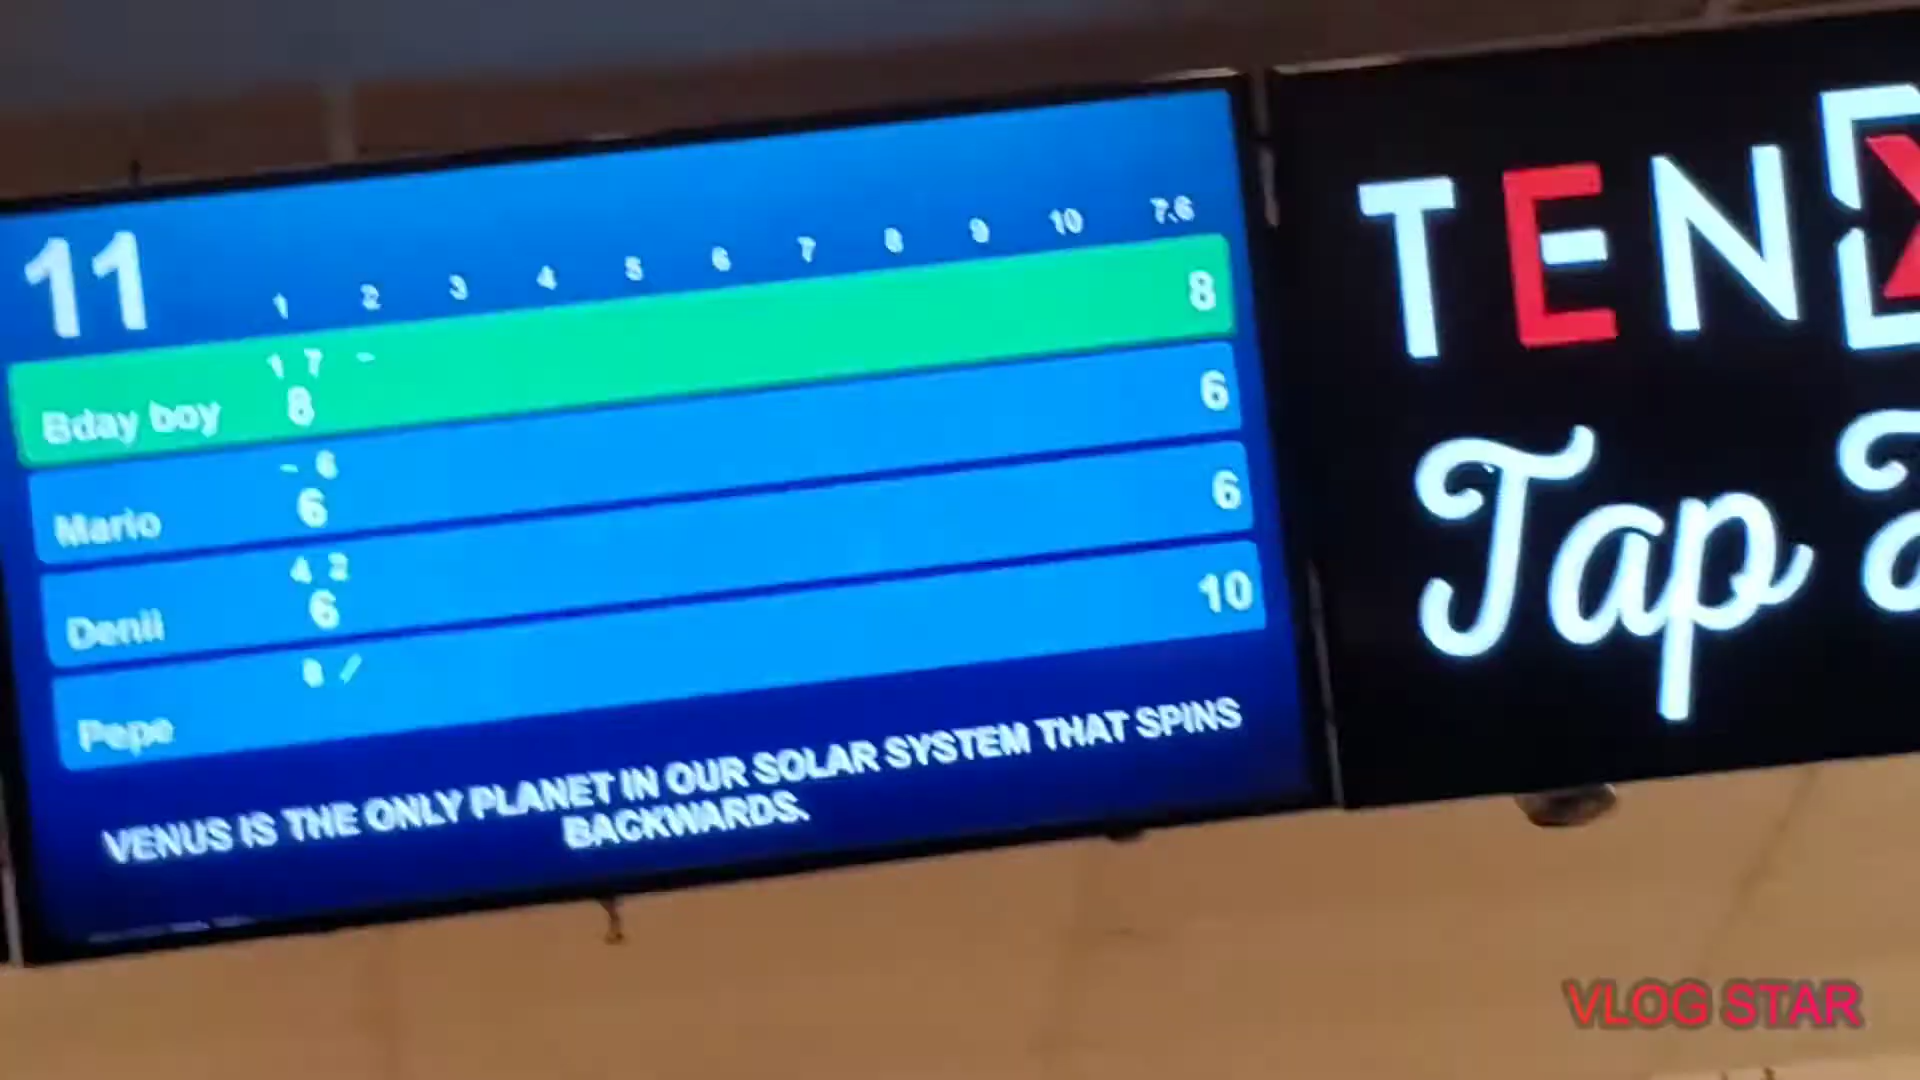 11
1 2 3 4 5 6 7 8 9 10 7.6
1 7 -
Bday boy 8 8
- 6
Mario 6 6
4 2
Denil 6 6
/
Pepe 10
VENUS IS THE ONLY PLANET IN OUR SOLAR SYSTEM THAT SPINS
BACKWARDS.
TEN
Tap
VLOG STAR